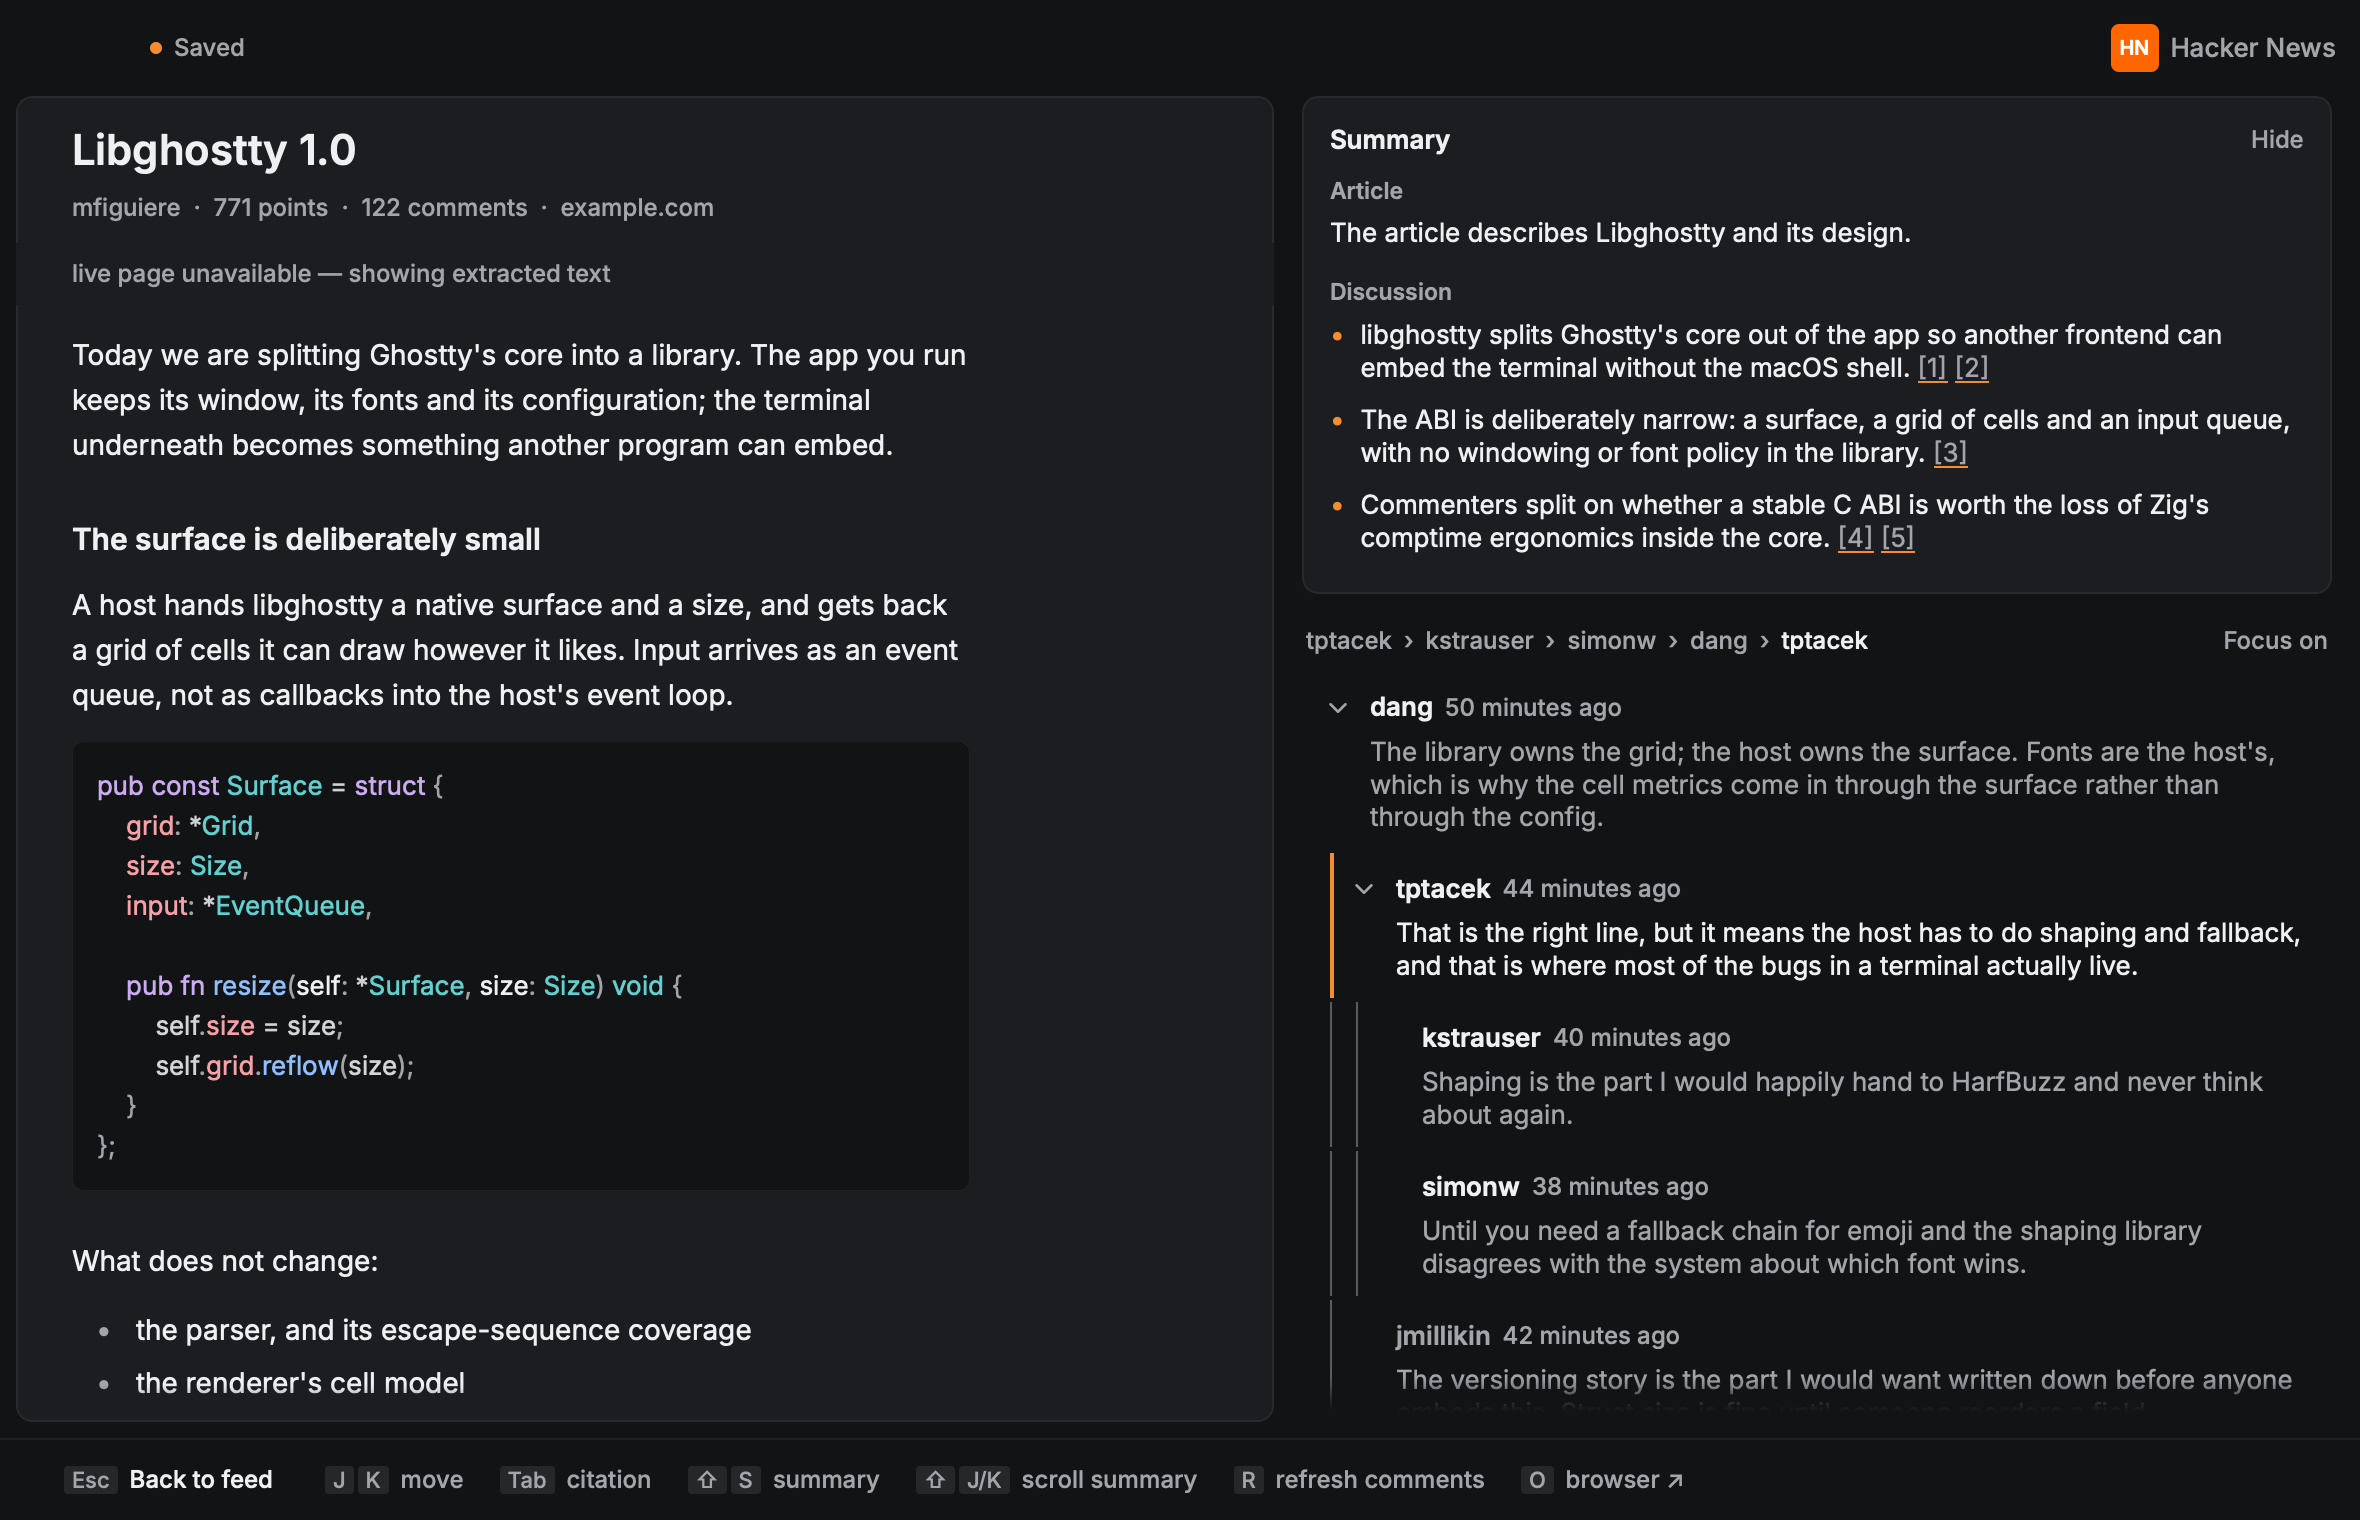 Saved
HN Hacker News
Libghostty 1.0
mfiguiere · 771 points · 122 comments · example.com
live page unavailable — showing extracted text
Today we are splitting Ghostty's core into a library. The app you run
keeps its window, its fonts and its configuration; the terminal
underneath becomes something another program can embed.
The surface is deliberately small
A host hands libghostty a native surface and a size, and gets back
a grid of cells it can draw however it likes. Input arrives as an event
queue, not as callbacks into the host's event loop.
pub const Surface = struct {
grid: *Grid,
size: Size,
input: *EventQueue,
pub fn resize(self: *Surface, size: Size) void {
self.size = size;
self.grid.reflow(size);
}
};
What does not change:
• the parser, and its escape-sequence coverage
• the renderer's cell model
Summary
Hide
Article
The article describes Libghostty and its design.
Discussion
• libghostty splits Ghostty's core out of the app so another frontend can
embed the terminal without the macOS shell. [1] [2]
• The ABI is deliberately narrow: a surface, a grid of cells and an input queue,
with no windowing or font policy in the library. [3]
• Commenters split on whether a stable C ABI is worth the loss of Zig's
comptime ergonomics inside the core. [4] [5]
tptacek › kstrauser › simonw › dang › tptacek
Focus on
dang 50 minutes ago
The library owns the grid; the host owns the surface. Fonts are the host's,
which is why the cell metrics come in through the surface rather than
through the config.
tptacek 44 minutes ago
That is the right line, but it means the host has to do shaping and fallback,
and that is where most of the bugs in a terminal actually live.
kstrauser 40 minutes ago
Shaping is the part I would happily hand to HarfBuzz and never think
about again.
simonw 38 minutes ago
Until you need a fallback chain for emoji and the shaping library
disagrees with the system about which font wins.
jmillikin 42 minutes ago
The versioning story is the part I would want written down before anyone
Esc Back to feed J K move Tab citation ⇧ S summary ⇧ J/K scroll summary R refresh comments O browser ↗